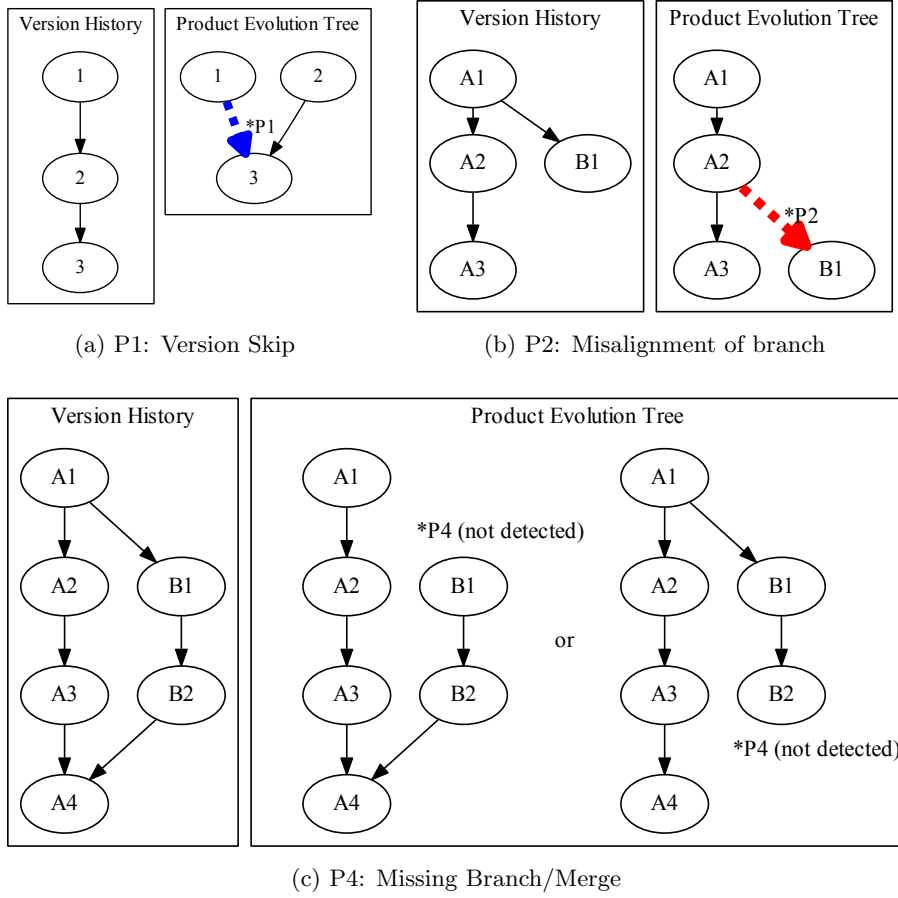 Version History
1
2
3
Product Evolution Tree
1
2
*P1
3
(a) P1: Version Skip
Version History
A1
A2
B1
A3
Product Evolution Tree
A1
A2
*P2
A3
B1
(b) P2: Misalignment of branch
Version History
A1
A2
B1
A3
B2
A4
Product Evolution Tree
A1
*P4 (not detected)
A2
B1
A3
B2
A4
or
A1
A2
B1
A3
B2
*P4 (not detected)
A4
(c) P4: Missing Branch/Merge